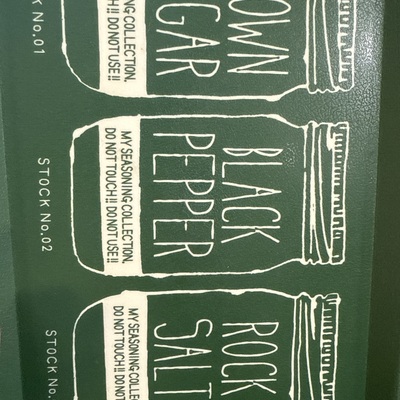 OWN
GAR
NG COLLECTION.
H!! DO NOT USE!!
K No.01
BLACK
PEPPER
MY SEASONING COLLECTION.
DO NOT TOUCH!! DO NOT USE!!
STOCK No.02
ROCK
SALT
MY SEASONING COLLECTION.
DO NOT TOUCH!! DO NOT
STOCK No.